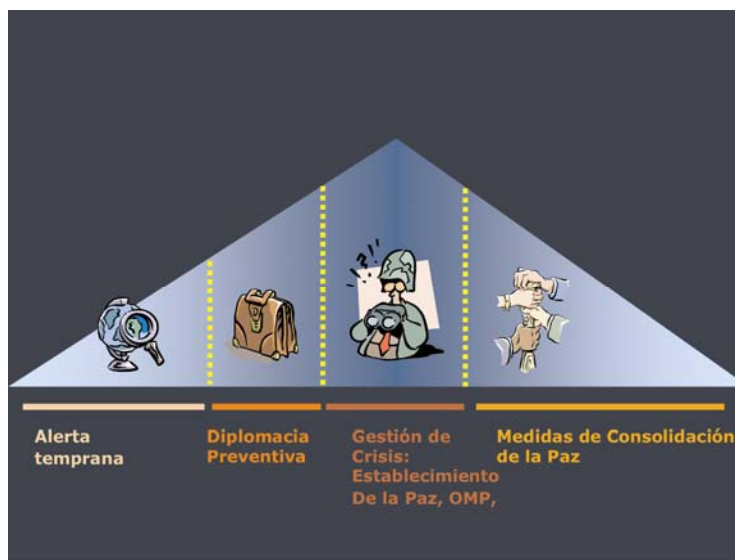 ?!!
Alerta
temprana
Diplomacia
Preventiva
Gestión de
Crisis:
Establecimiento
De la Paz, OMP,
Medidas de Consolidación
de la Paz